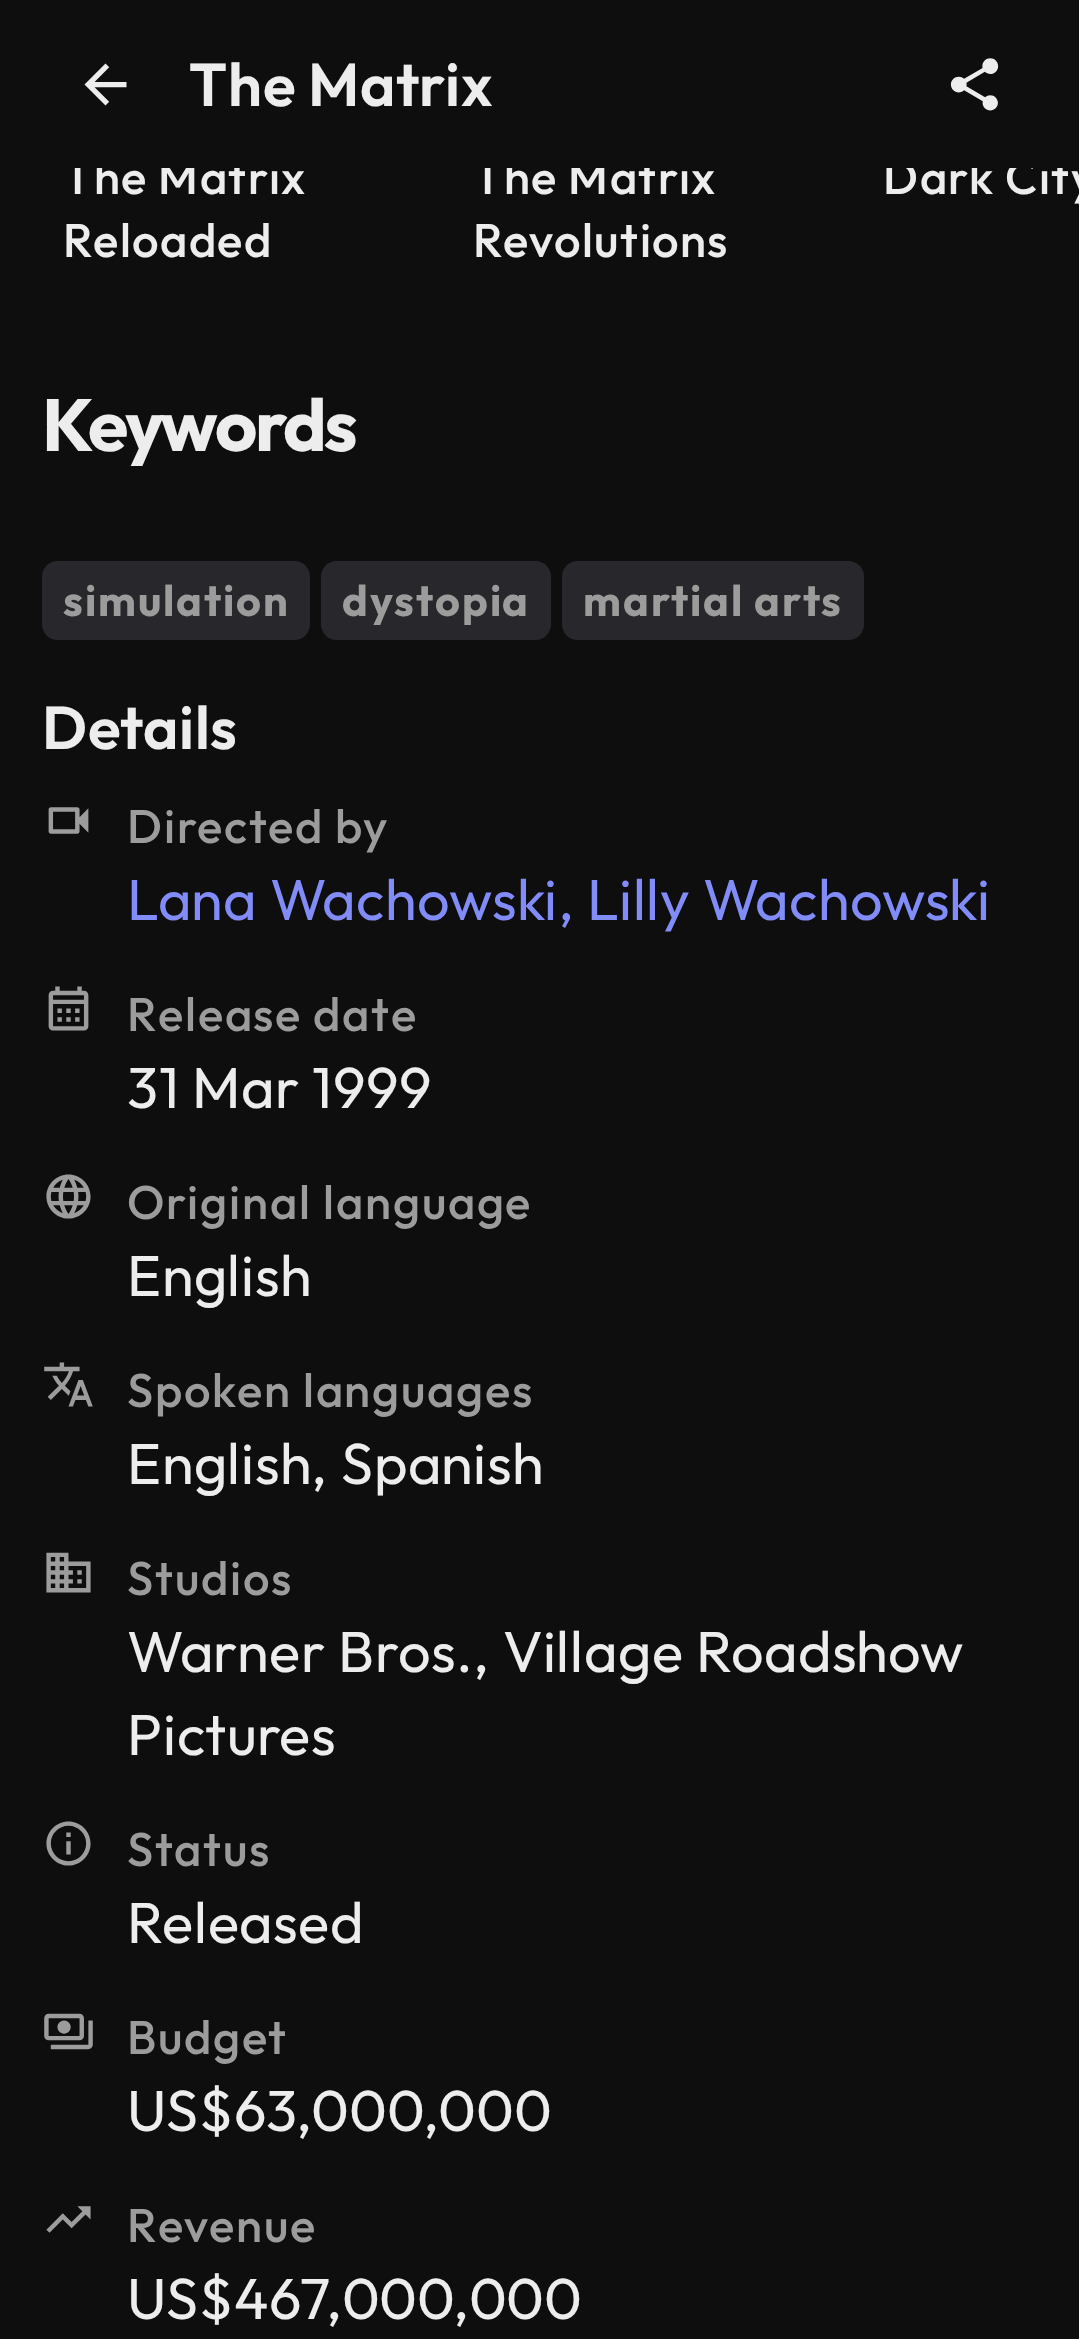 The Matrix
The Matrix
Reloaded
The Matrix
Revolutions
Dark City
Keywords
simulation
dystopia
martial arts
Details
Directed by
Lana Wachowski, Lilly Wachowski
Release date
31 Mar 1999
Original language
English
Spoken languages
English, Spanish
Studios
Warner Bros., Village Roadshow
Pictures
Status
Released
Budget
US$63,000,000
Revenue
US$467,000,000